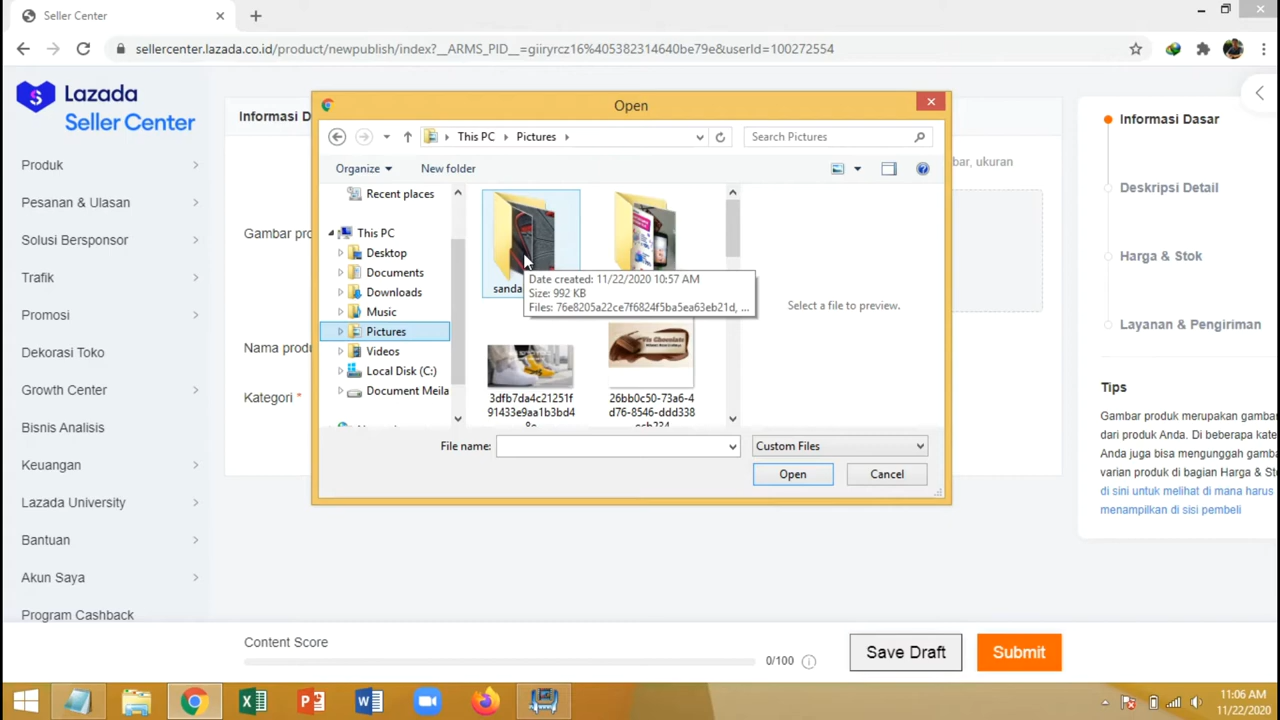 Seller Center
sellercenter.lazada.co.id/product/newpublish/index?__ARMS_PID__=giiryrcz16%405382314640be79e&userId=100272554
Lazada
Seller Center
Produk
Pesanan & Ulasan
Solusi Bersponsor
Trafik
Promosi
Dekorasi Toko
Growth Center
Bisnis Analisis
Keuangan
Lazada University
Bantuan
Akun Saya
Program Cashback
Informasi D
bar, ukuran
Gambar pro
Nama produ
Kategori *
Open
This PC
Pictures
Search Pictures
Organize
New folder
Recent places
This PC
Desktop
Documents
Downloads
Music
Pictures
Videos
Local Disk (C:)
Document Meila
sanda
Date created: 11/22/2020 10:57 AM
Size: 992 KB
Files: 76e8205a22ce7f6824f5ba5ea63eb21d, ...
3dfb7da4c21251f
91433e9aa1b3bd4
26bb0c50-73a6-4
d76-8546-ddd338
Select a file to preview.
File name:
Custom Files
Open
Cancel
Informasi Dasar
Deskripsi Detail
Harga & Stok
Layanan & Pengiriman
Tips
Gambar produk merupakan gambar
dari produk Anda. Di beberapa kate
Anda juga bisa mengunggah gamba
varian produk di bagian Harga & Sto
di sini untuk melihat di mana harus
menampilkan di sisi pembeli
Content Score
0/100
Save Draft
Submit
11:06 AM
11/22/2020